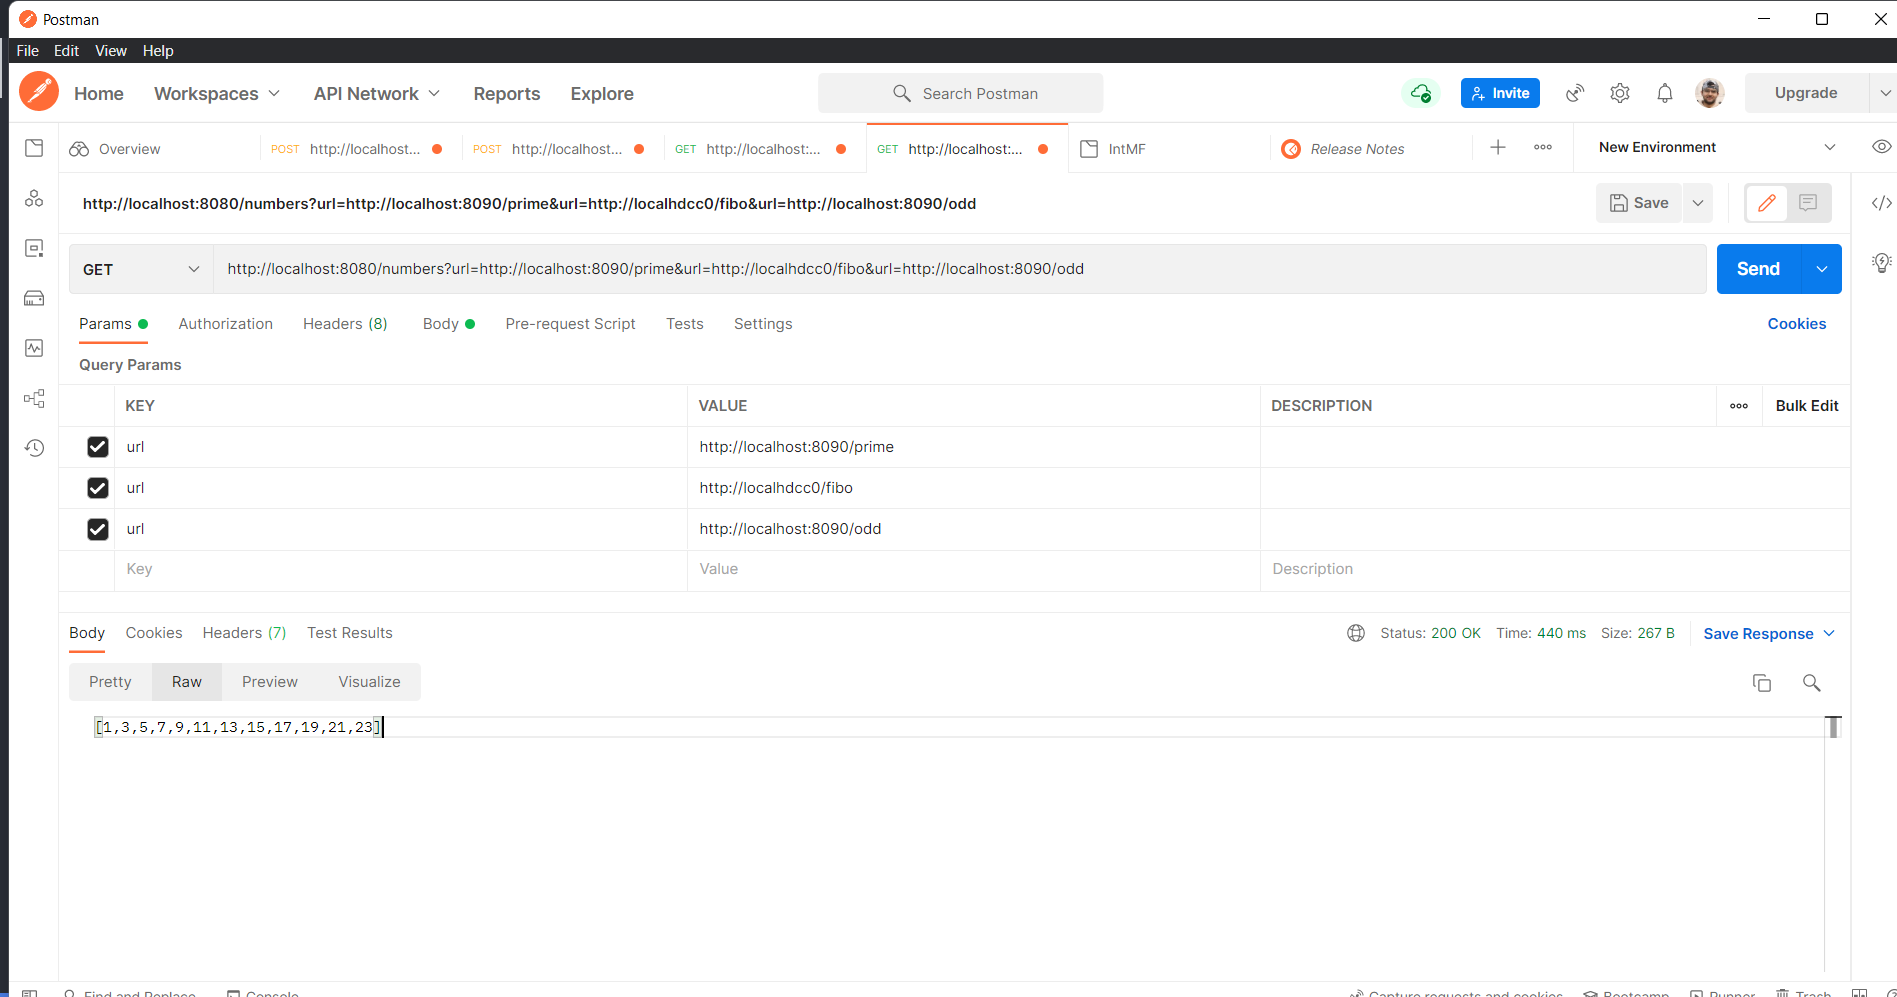 Postman
File Edit View Help
Home Workspaces API Network Reports Explore Search Postman Invite Upgrade
Overview POST http://localhost... POST http://localhost... GET http://localhost:... GET http://localhost:... IntMF Release Notes New Environment
http://localhost:8080/numbers?url=http://localhost:8090/prime&url=http://localhdcc0/fibo&url=http://localhost:8090/odd Save
GET http://localhost:8080/numbers?url=http://localhost:8090/prime&url=http://localhdcc0/fibo&url=http://localhost:8090/odd Send
Params Authorization Headers (8) Body Pre-request Script Tests Settings Cookies
Query Params
KEY VALUE DESCRIPTION Bulk Edit
url http://localhost:8090/prime
url http://localhdcc0/fibo
url http://localhost:8090/odd
Key Value Description
Body Cookies Headers (7) Test Results Status: 200 OK Time: 440 ms Size: 267 B Save Response
Pretty Raw Preview Visualize
[1,3,5,7,9,11,13,15,17,19,21,23]
Find and Replace Console Capture requests and cookies Bootcamp Runner Trash